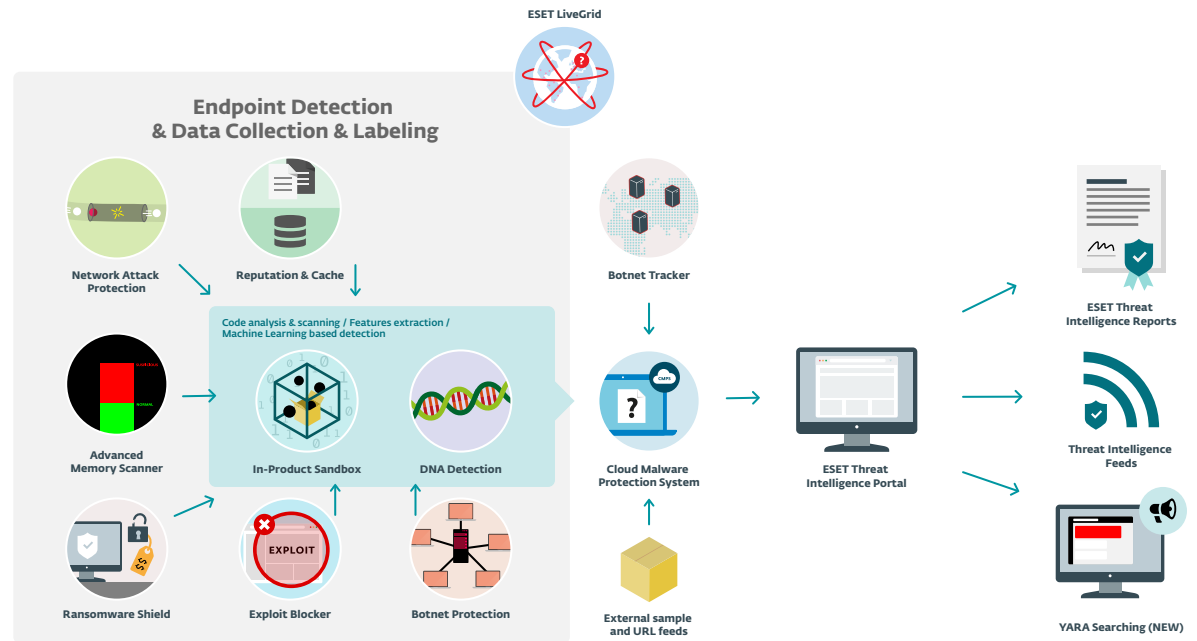 ESET LiveGrid
Endpoint Detection
& Data Collection & Labeling
Network Attack
Protection
Reputation & Cache
Botnet Tracker
Code analysis & scanning / Features extraction /
Machine Learning based detection
NORMAL
In-Product Sandbox
DNA Detection
Advanced
Memory Scanner
CMPS
?
Cloud Malware
Protection System
ESET Threat
Intelligence Portal
ESET Threat
Intelligence Reports
Threat Intelligence
Feeds
$$
Ransomware Shield
EXPLOIT
Exploit Blocker
Botnet Protection
External sample
and URL feeds
YARA Searching (NEW)